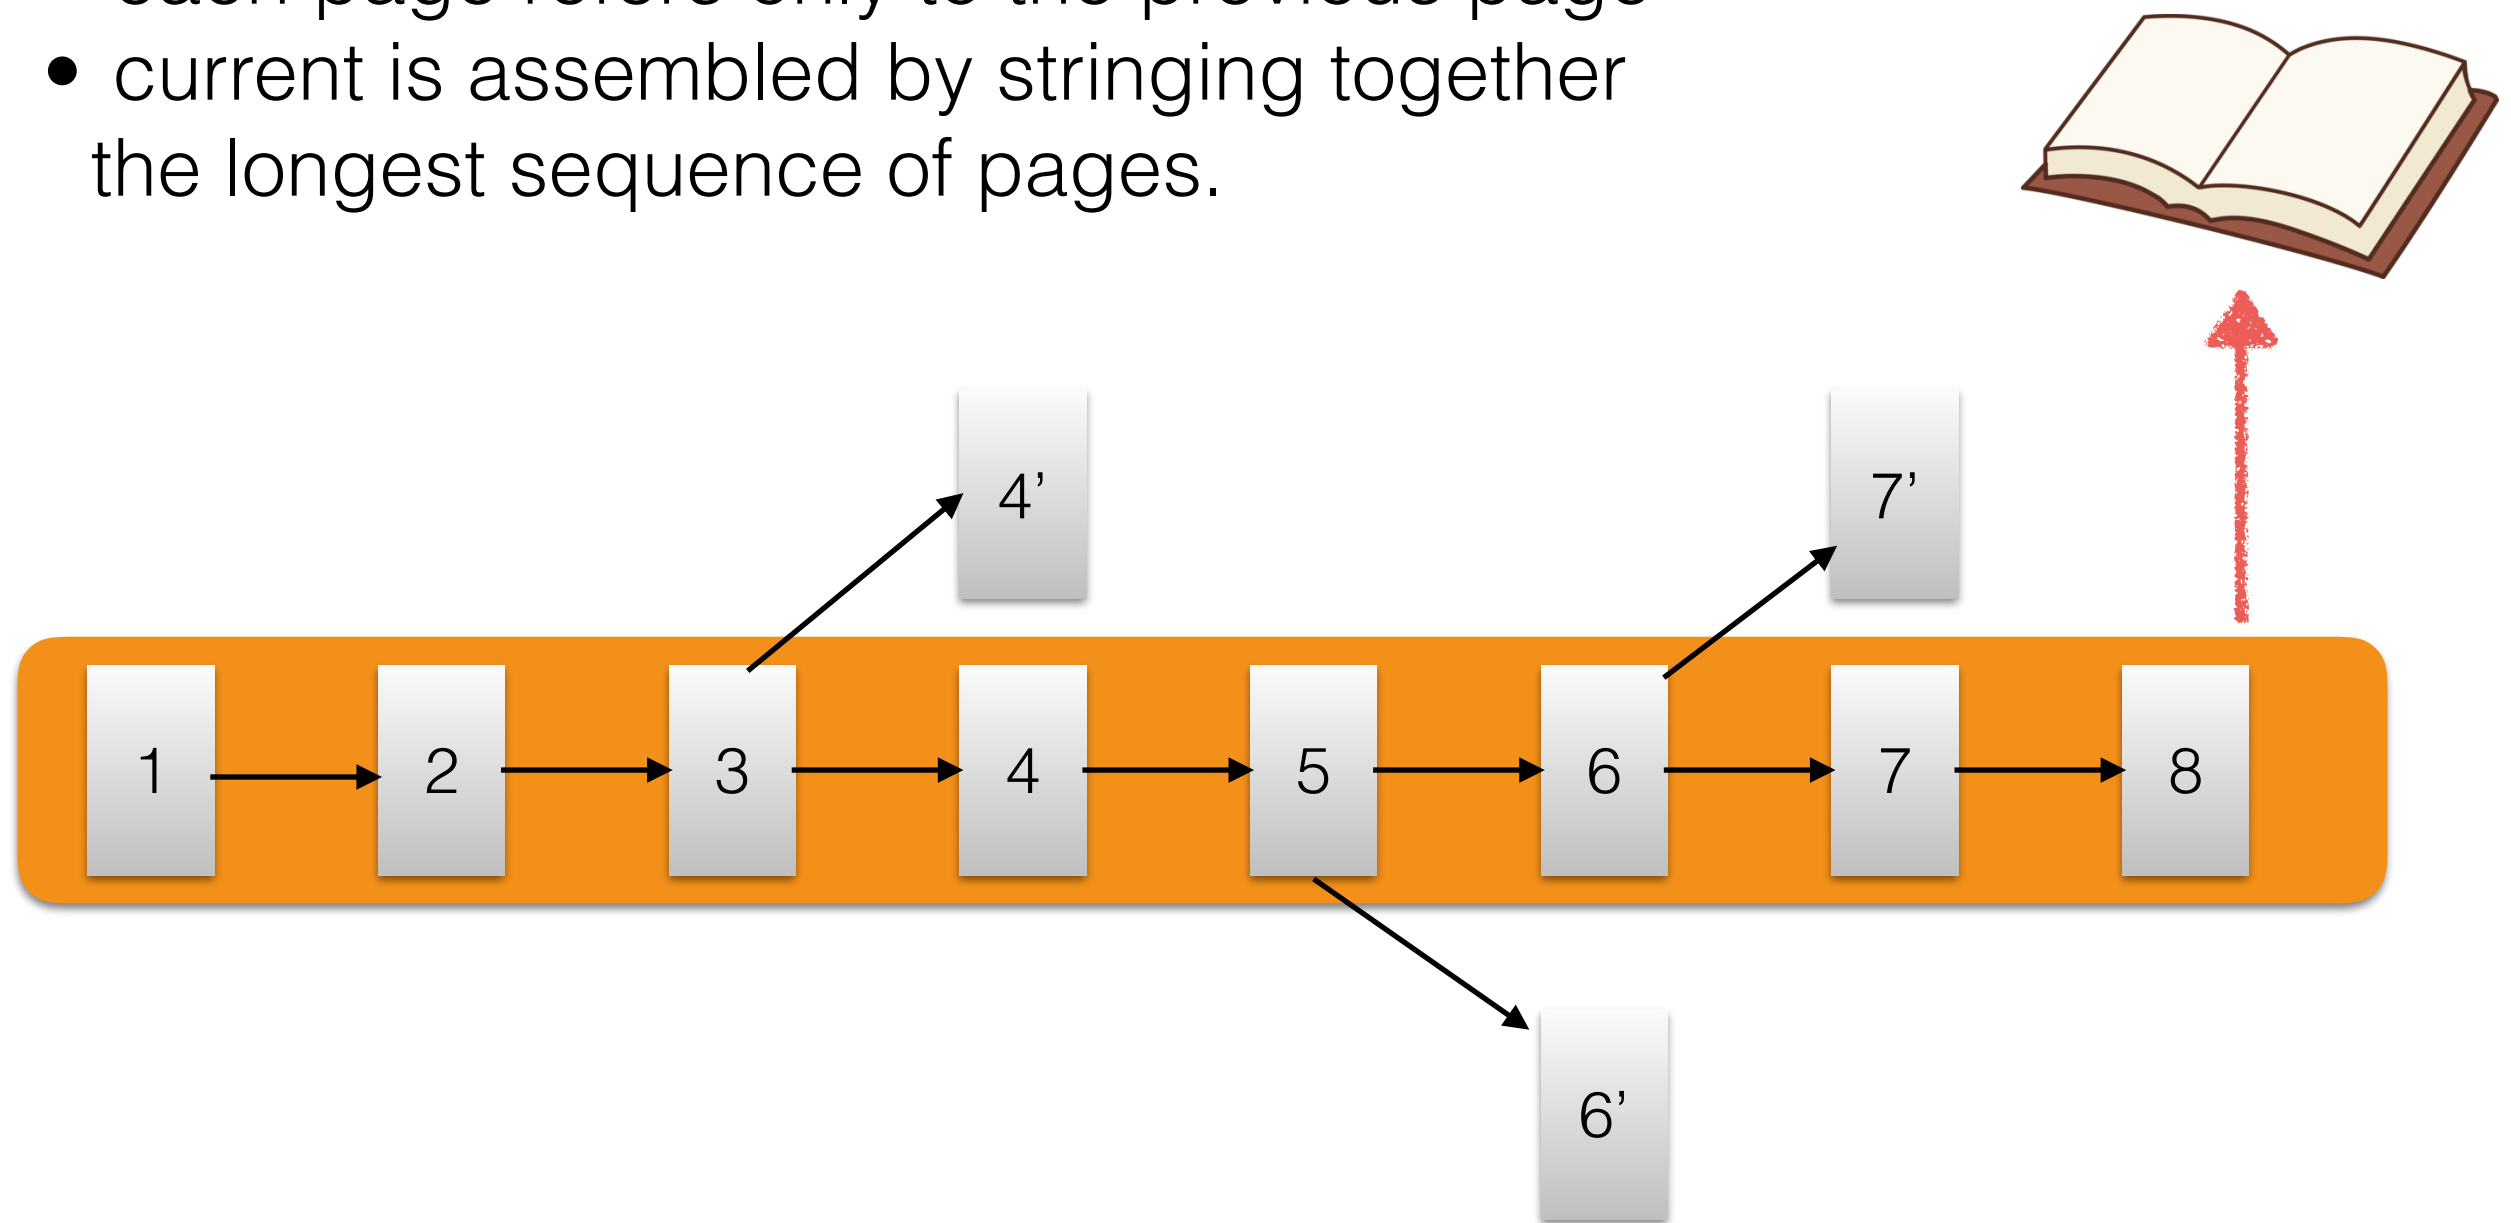 • current is assembled by stringing together
the longest sequence of pages.
4’ 7’
1 2 3 4 5 6 7 8
6’